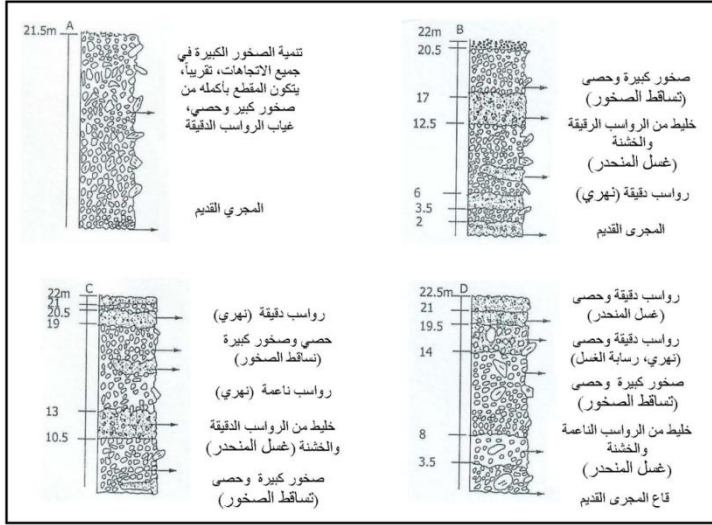 A
21.5m
تنمية الصخور الكبيرة في
جميع الاتجاهات، تقريباً،
يتكون المقطع بأكمله من
صخور كبير وحصي،
غياب الرواسب الدقيقة
المجري القديم
B
22m
20.5
17
12.5
6
3.5
2
صخور كبيرة وحصى
(تساقط الصخور)
خليط من الرواسب الرقيقة
والخشنة
(غسل المنحدر)
رواسب دقيقة (نهري)
المجرى القديم
C
22m
21
20.5
19
13
10.5
رواسب دقيقة (نهري)
حصي وصخور كبيرة
(تساقط الصخور)
رواسب ناعمة (نهري)
خليط من الرواسب الدقيقة
والخشنة (غسل المنحدر)
صخور كبيرة وحصى
(تساقط الصخور)
D
22.5m
21
19.5
14
8
3.5
رواسب دقيقة وحصى
(غسل المنحدر)
رواسب دقيقة وحصى
(نهري، رسابة الغسل)
صخور كبيرة وحصى
(تساقط الصخور)
خليط من الرواسب الناعمة
والخشنة
(غسل المنحدر)
قاع المجرى القديم